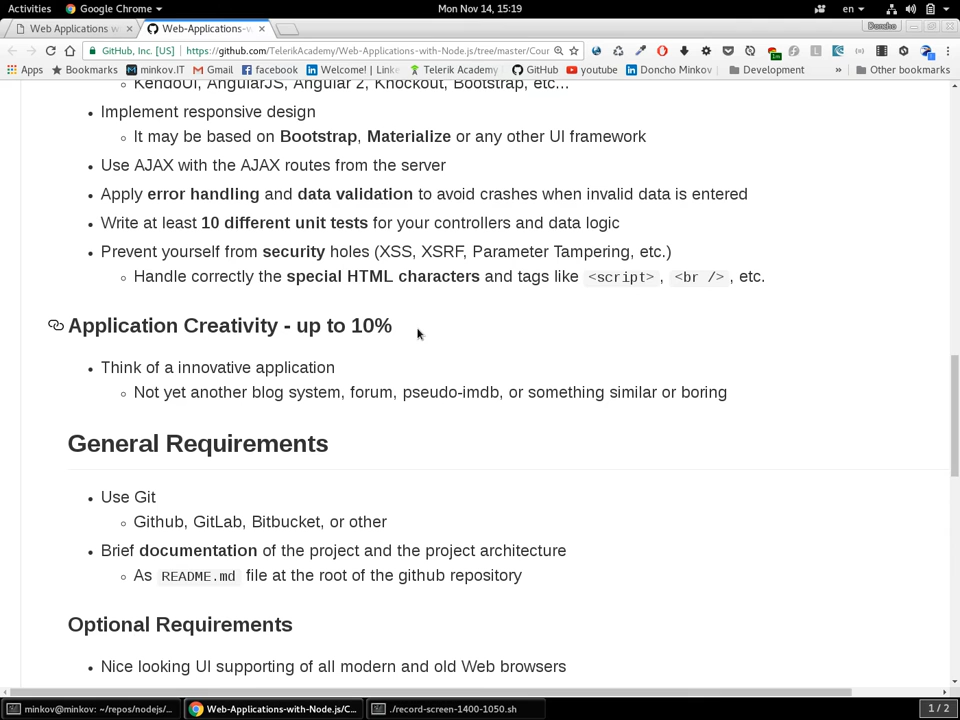 Activities Google Chrome Mon Nov 14, 15:19 en
Web Applications w × Web-Applications-w ×
Doncho
GitHub, Inc. [US] https://github.com/TelerikAcademy/Web-Applications-with-Node.js/tree/master/Cour
Apps Bookmarks minkov.IT Gmail facebook Welcome! | Linke Telerik Academy GitHub youtube Doncho Minkov Development » Other bookmarks
KendoUI, AngularJS, Angular 2, Knockout, Bootstrap, etc...
Implement responsive design
It may be based on Bootstrap, Materialize or any other UI framework
Use AJAX with the AJAX routes from the server
Apply error handling and data validation to avoid crashes when invalid data is entered
Write at least 10 different unit tests for your controllers and data logic
Prevent yourself from security holes (XSS, XSRF, Parameter Tampering, etc.)
Handle correctly the special HTML characters and tags like <script>, <br />, etc.
Application Creativity - up to 10%
Think of a innovative application
Not yet another blog system, forum, pseudo-imdb, or something similar or boring
General Requirements
Use Git
Github, GitLab, Bitbucket, or other
Brief documentation of the project and the project architecture
As README.md file at the root of the github repository
Optional Requirements
Nice looking UI supporting of all modern and old Web browsers
minkov@minkov: ~/repos/nodejs/... Web-Applications-with-Node.js/C... ./record-screen-1400-1050.sh 1 / 2